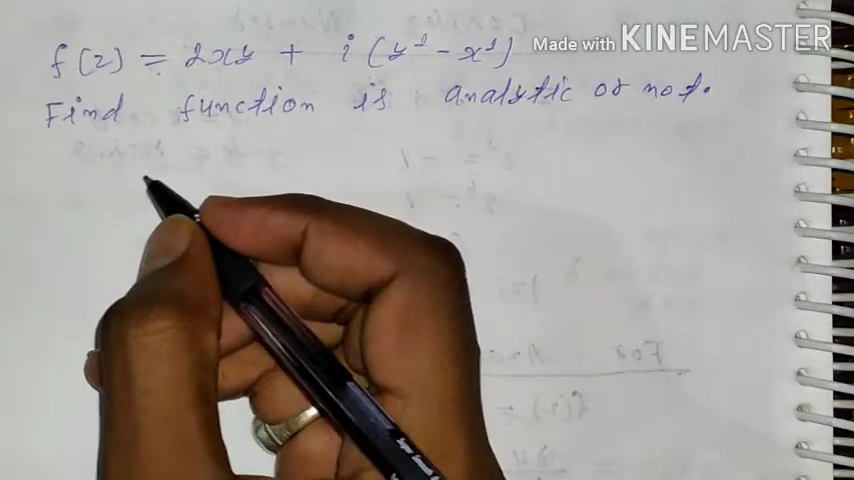 f(z) = 2xy + i(y² - x²)
Made with KINEMASTER
Find function is analytic or not.